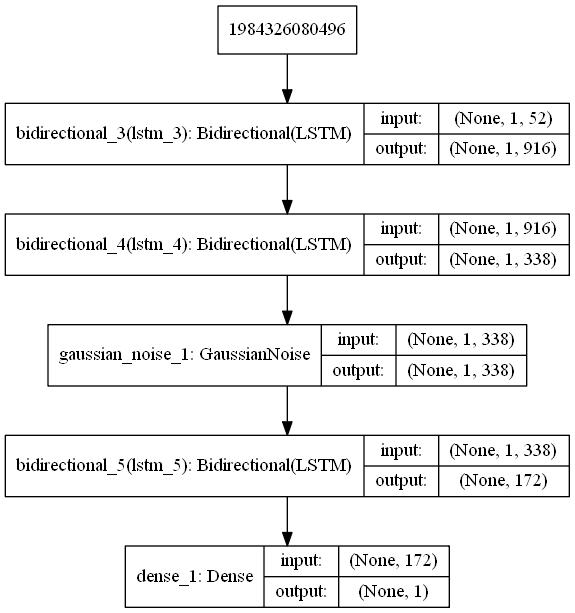 1984326080496
bidirectional_3(lstm_3): Bidirectional(LSTM)
input: (None, 1, 52)
output: (None, 1, 916)
bidirectional_4(lstm_4): Bidirectional(LSTM)
input: (None, 1, 916)
output: (None, 1, 338)
gaussian_noise_1: GaussianNoise
input: (None, 1, 338)
output: (None, 1, 338)
bidirectional_5(lstm_5): Bidirectional(LSTM)
input: (None, 1, 338)
output: (None, 172)
dense_1: Dense
input: (None, 172)
output: (None, 1)